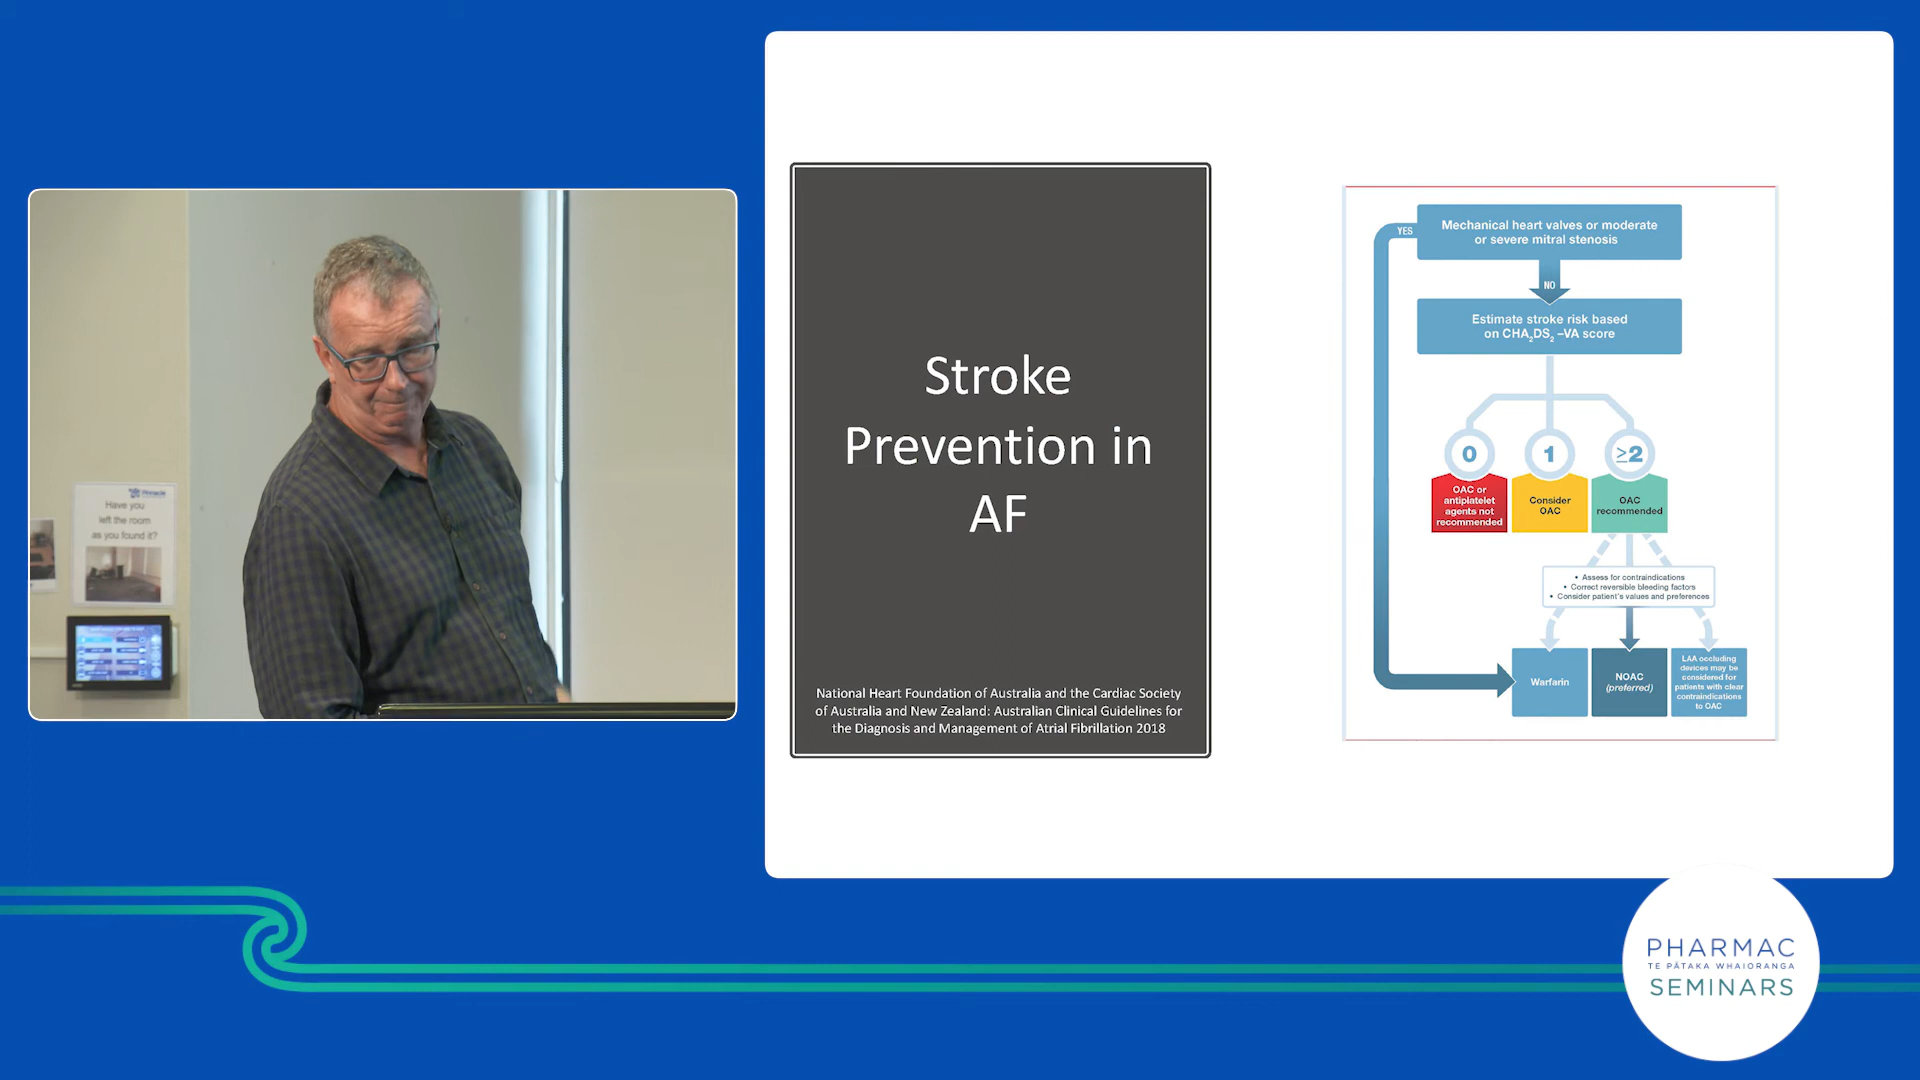 Pinnacle
Have you
left the room
as you found it?
Stroke
Prevention in
AF
National Heart Foundation of Australia and the Cardiac Society
of Australia and New Zealand: Australian Clinical Guidelines for
the Diagnosis and Management of Atrial Fibrillation 2018
YES
Mechanical heart valves or moderate
or severe mitral stenosis
NO
Estimate stroke risk based
on CHA₂DS₂ –VA score
0
1
≥2
OAC or
antiplatelet
agents not
recommended
Consider
OAC
OAC
recommended
• Assess for contraindications
• Correct reversible bleeding factors
• Consider patient's values and preferences
Warfarin
NOAC
(preferred)
LAA occluding
devices may be
considered for
patients with clear
contraindications
to OAC
PHARMAC
TE PĀTAKA WHAIORANGA
SEMINARS